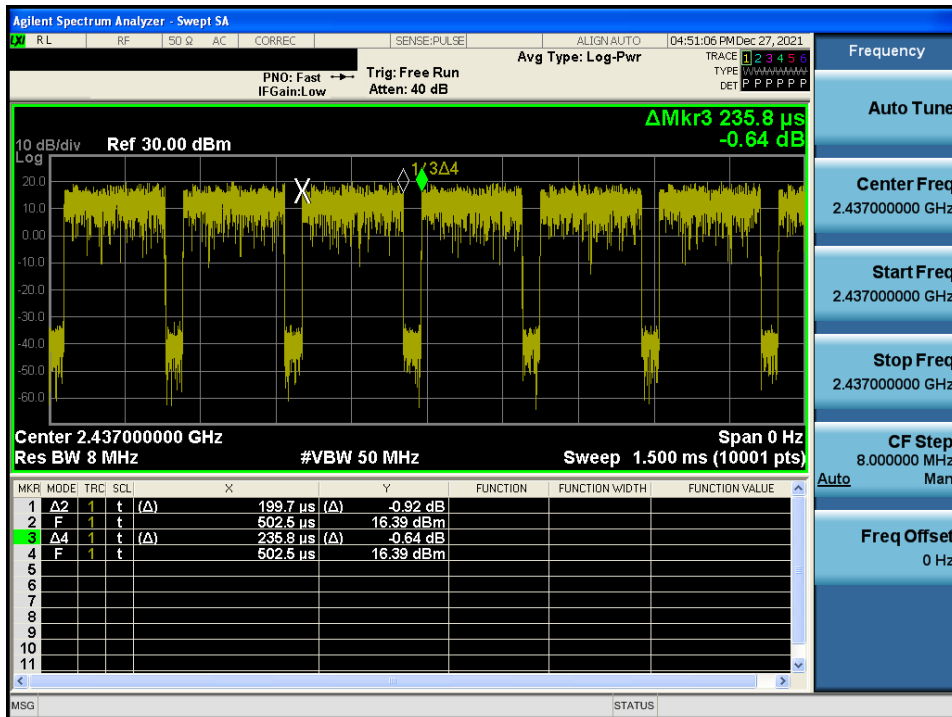 Agilent Spectrum Analyzer - Swept SA
LXI RL RF 50 Ω AC CORREC SENSE:PULSE ALIGN AUTO 04:51:06 PM Dec 27, 2021
PNO: Fast
IFGain:Low
Trig: Free Run
Atten: 40 dB
Avg Type: Log-Pwr
TRACE 1 2 3 4 5 6
TYPE
DET P P P P P P
ΔMkr3 235.8 µs
-0.64 dB
10 dB/div
Log
Ref 30.00 dBm
1/3Δ4
X
20.0
10.0
0.00
-10.0
-20.0
-30.0
-40.0
-50.0
-60.0
Center 2.437000000 GHz
Span 0 Hz
Res BW 8 MHz
#VBW 50 MHz
Sweep 1.500 ms (10001 pts)
MKR MODE TRC SCL X Y FUNCTION FUNCTION WIDTH FUNCTION VALUE
1 Δ2 1 t (Δ) 199.7 µs (Δ) -0.92 dB
2 F 1 t 502.5 µs 16.39 dBm
3 Δ4 1 t (Δ) 235.8 µs (Δ) -0.64 dB
4 F 1 t 502.5 µs 16.39 dBm
5
6
7
8
9
10
11
MSG
STATUS
Frequency
Auto Tune
Center Freq
2.437000000 GHz
Start Freq
2.437000000 GHz
Stop Freq
2.437000000 GHz
CF Step
8.000000 MHz
Auto Man
Freq Offset
0 Hz